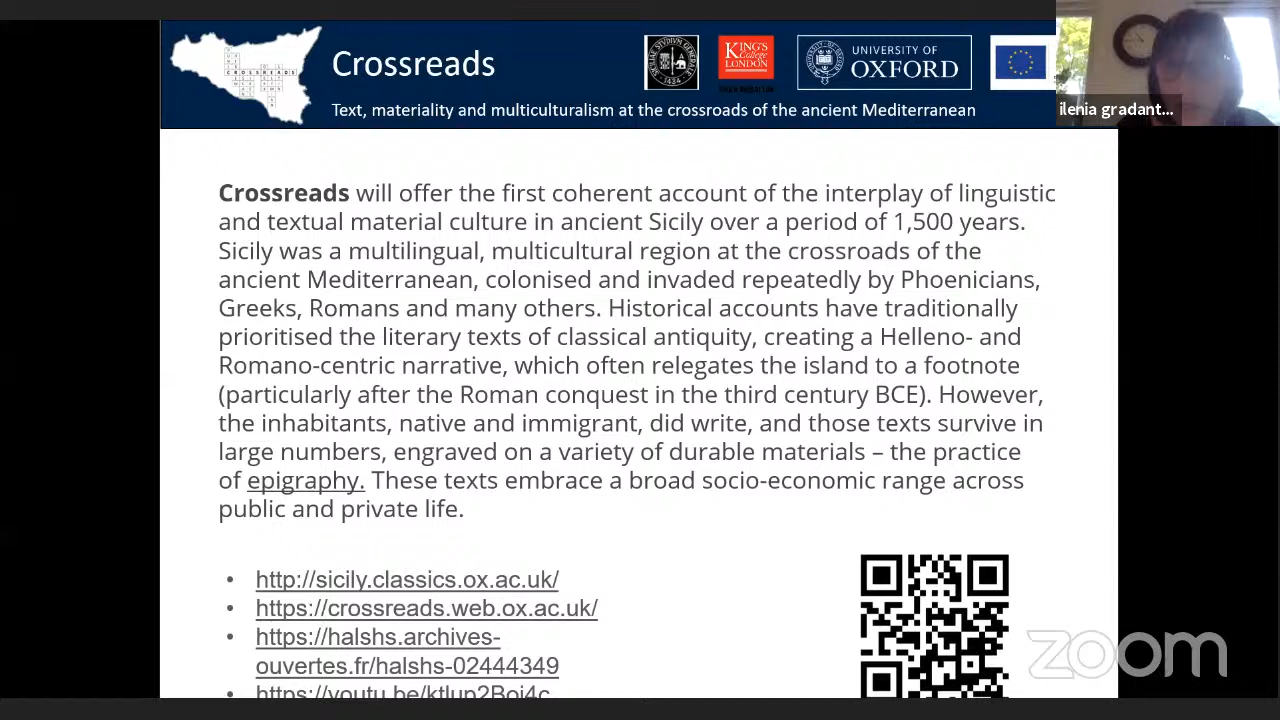 Crossreads
Text, materiality and multiculturalism at the crossroads of the ancient Mediterranean
KING'S
College
LONDON
UNIVERSITY OF
OXFORD
ilenia gradant...
Crossreads will offer the first coherent account of the interplay of linguistic
and textual material culture in ancient Sicily over a period of 1,500 years.
Sicily was a multilingual, multicultural region at the crossroads of the
ancient Mediterranean, colonised and invaded repeatedly by Phoenicians,
Greeks, Romans and many others. Historical accounts have traditionally
prioritised the literary texts of classical antiquity, creating a Helleno- and
Romano-centric narrative, which often relegates the island to a footnote
(particularly after the Roman conquest in the third century BCE). However,
the inhabitants, native and immigrant, did write, and those texts survive in
large numbers, engraved on a variety of durable materials – the practice
of epigraphy. These texts embrace a broad socio-economic range across
public and private life.
• http://sicily.classics.ox.ac.uk/
• https://crossreads.web.ox.ac.uk/
• https://halshs.archives-
ouvertes.fr/halshs-02444349
zoom